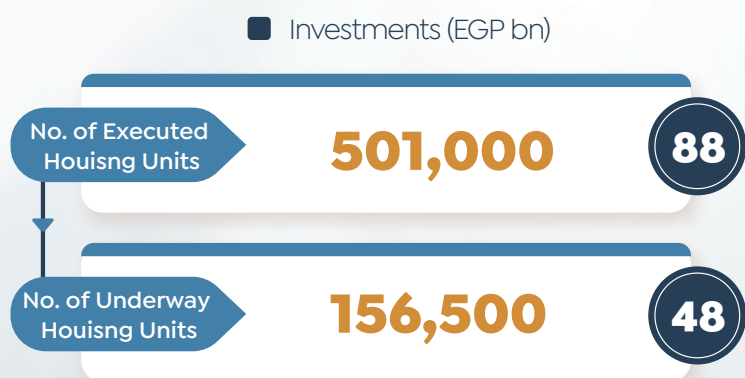 Investments (EGP bn)
No. of Executed
Houisng Units
501,000
88
No. of Underway
Houisng Units
156,500
48